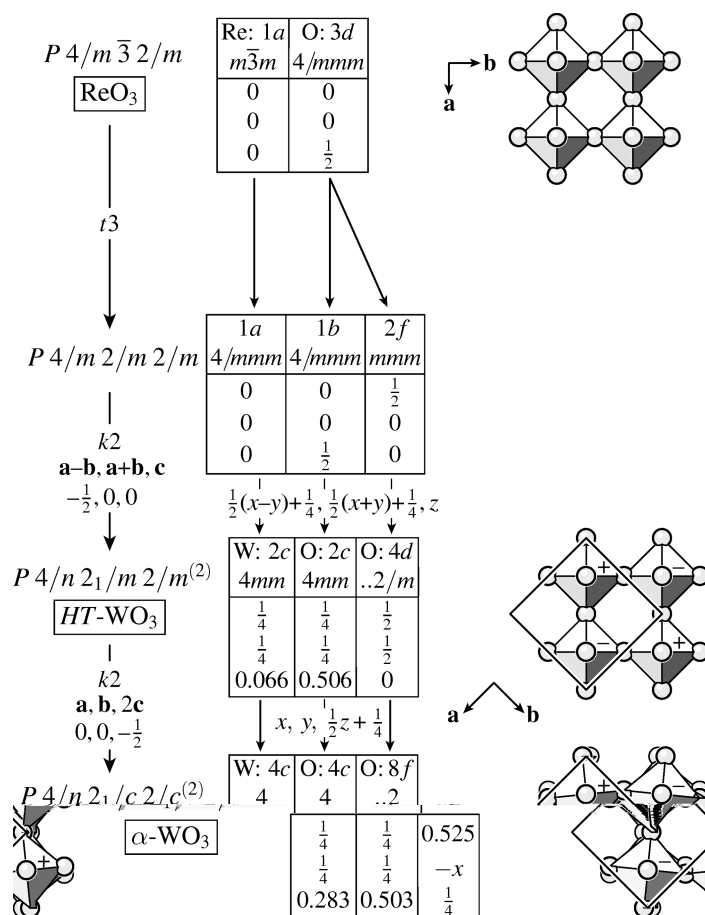 P 4/m 3̅ 2/m
ReO₃
Re: 1a O: 3d
m3̅m 4/mmm
0 0
0 0
0 1/2
b
a
t3
P 4/m 2/m 2/m
1a 1b 2f
4/mmm 4/mmm mmm
0 0 1/2
0 0 0
0 1/2 0
k2
a–b, a+b, c
−1/2, 0, 0
1/2(x−y)+1/4, 1/2(x+y)+1/4, z
P 4/n 2₁/m 2/m⁽²⁾
HT-WO₃
W: 2c O: 2c O: 4d
4mm 4mm ..2/m
1/4 1/4 1/2
1/4 1/4 1/2
0.066 0.506 0
+ −
− +
k2
a, b, 2c
0, 0, −1/2
x, y, 1/2z + 1/4
a b
P 4/n 2₁/c 2/c⁽²⁾
W: 4c O: 4c O: 8f
4 4 ..2
+ −
α-WO₃
1/4 1/4 0.525
1/4 1/4 −x
0.283 0.503 1/4
+